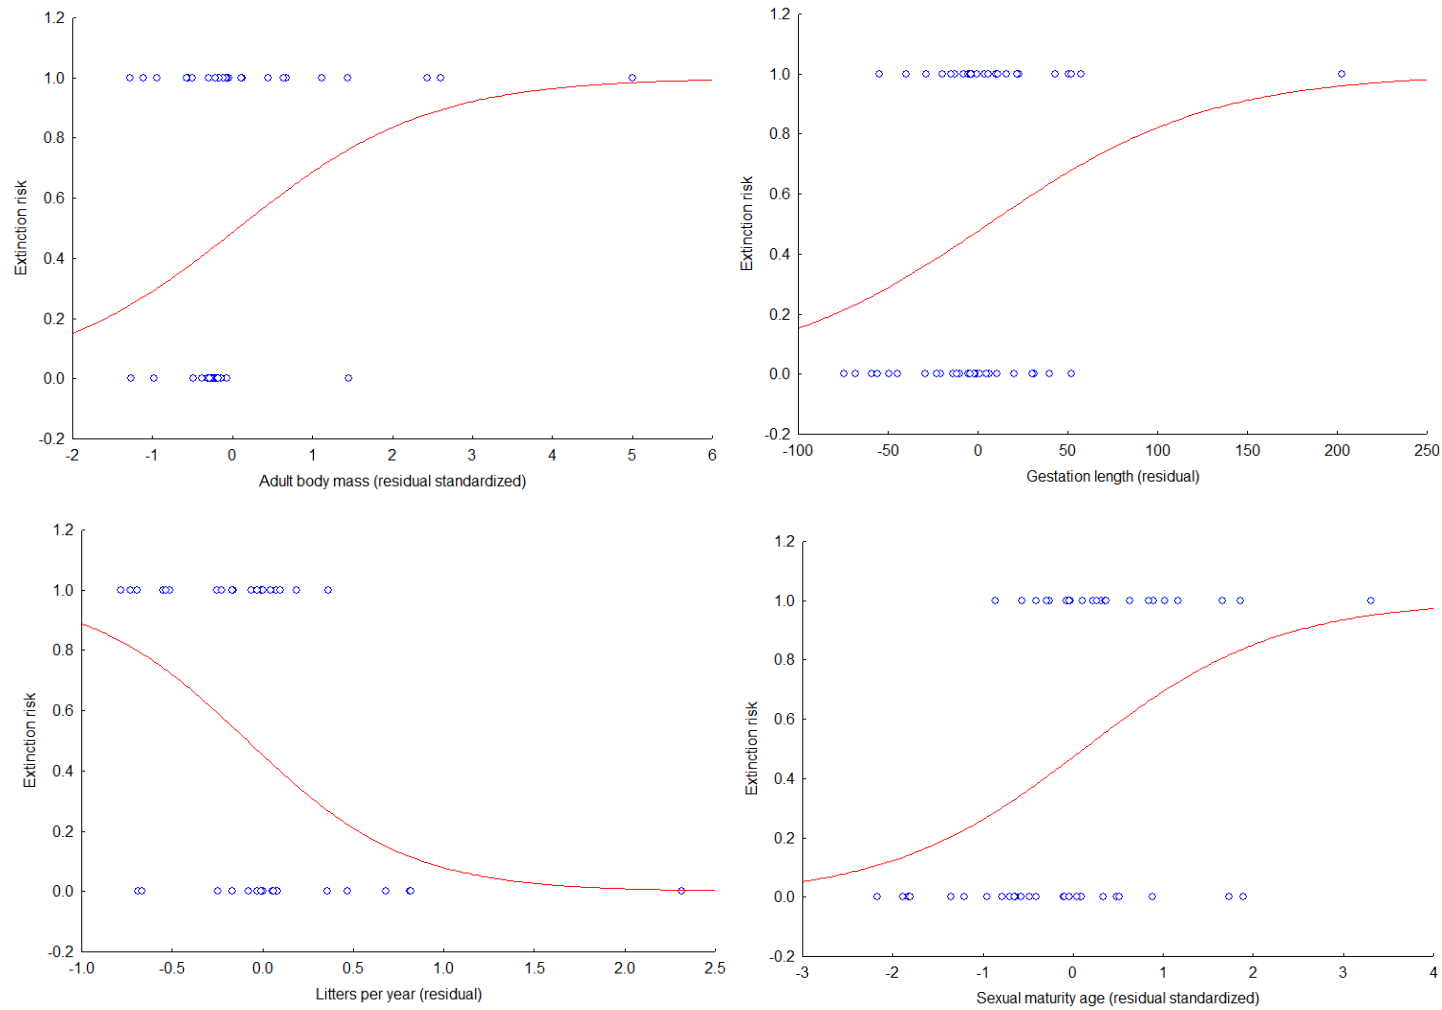 1.2
1.0
0.8
0.6
0.4
0.2
0.0
-0.2
Extinction risk
-2 -1 0 1 2 3 4 5 6
Adult body mass (residual standardized)
1.2
1.0
0.8
0.6
0.4
0.2
0.0
-0.2
Extinction risk
-100 -50 0 50 100 150 200 250
Gestation length (residual)
1.2
1.0
0.8
0.6
0.4
0.2
0.0
-0.2
Extinction risk
-1.0 -0.5 0.0 0.5 1.0 1.5 2.0 2.5
Litters per year (residual)
1.2
1.0
0.8
0.6
0.4
0.2
0.0
-0.2
Extinction risk
-3 -2 -1 0 1 2 3 4
Sexual maturity age (residual standardized)